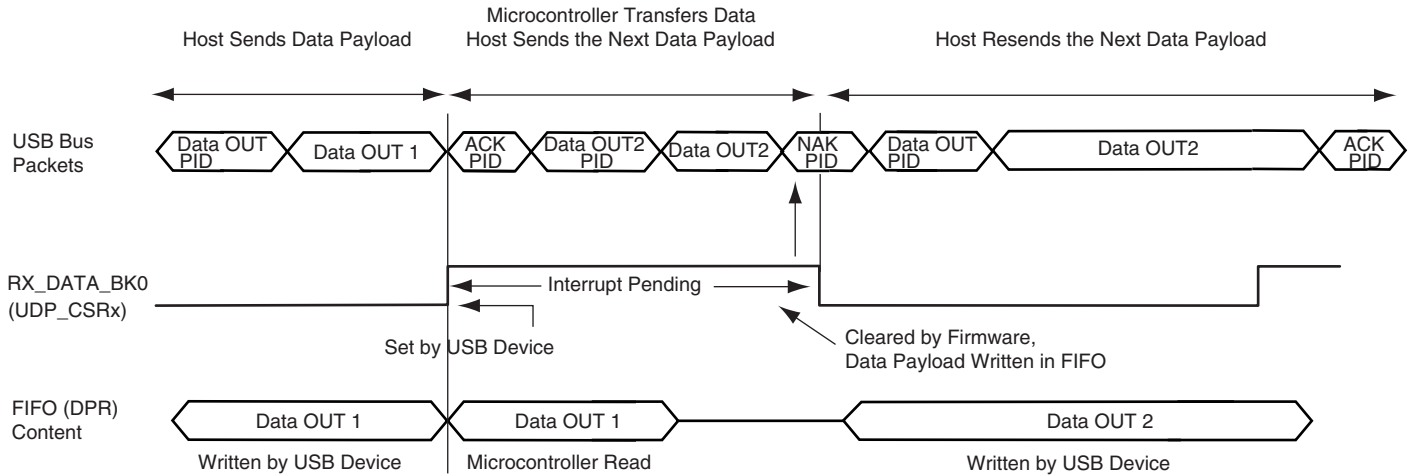 Host Sends Data Payload
Microcontroller Transfers Data
Host Sends the Next Data Payload
Host Resends the Next Data Payload
USB Bus
Packets
Data OUT
PID
Data OUT 1
ACK
PID
Data OUT2
PID
Data OUT2
NAK
PID
Data OUT
PID
Data OUT2
ACK
PID
RX_DATA_BK0
(UDP_CSRx)
Interrupt Pending
Set by USB Device
Cleared by Firmware,
Data Payload Written in FIFO
FIFO (DPR)
Content
Data OUT 1
Data OUT 1
Data OUT 2
Written by USB Device
Microcontroller Read
Written by USB Device